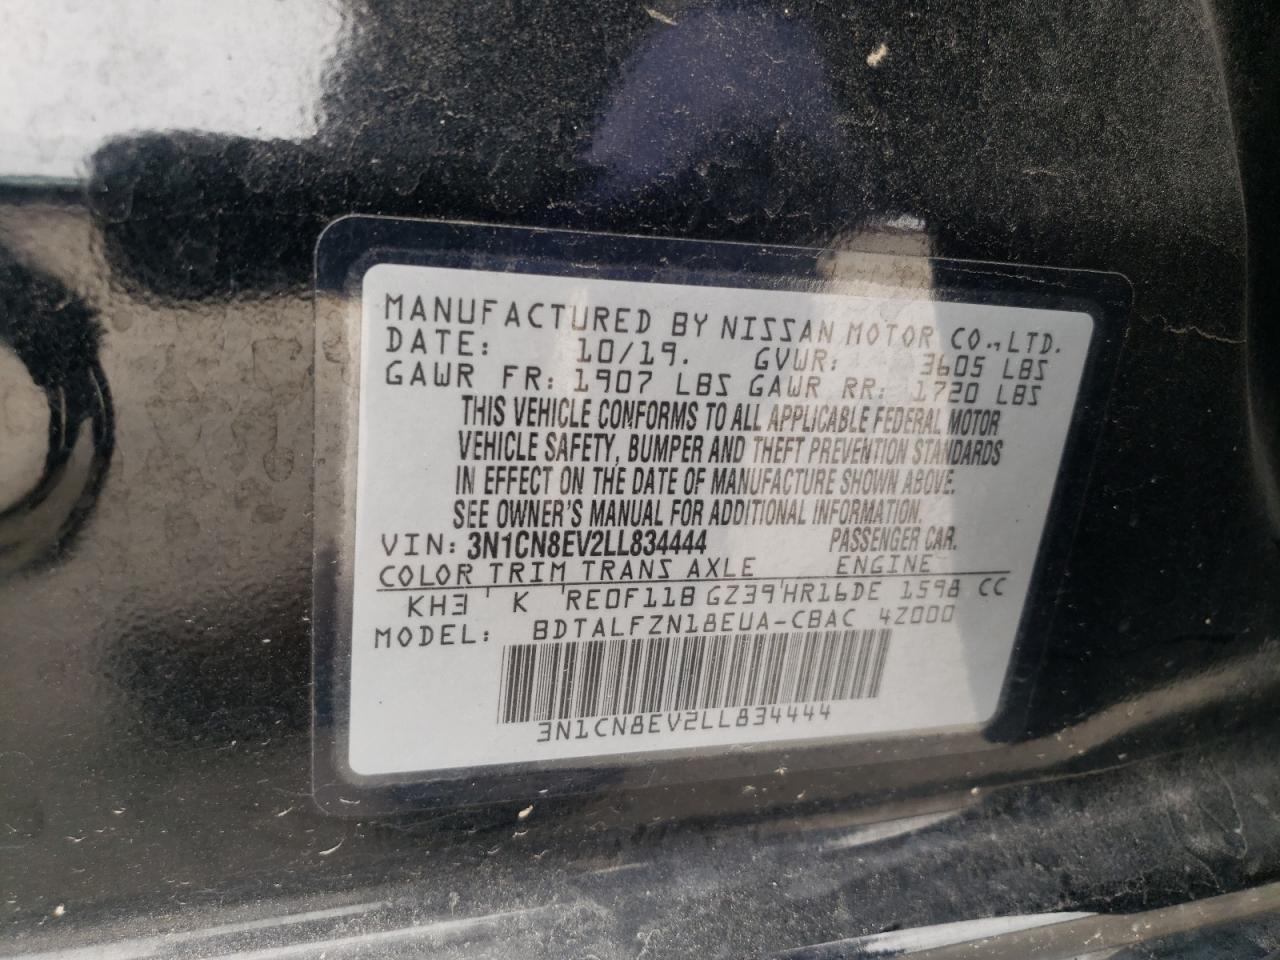 MANUFACTURED BY NISSAN MOTOR CO.,LTD.
DATE: 10/19. GVWR: 3605 LBS
GAWR FR: 1907 LBS GAWR RR: 1720 LBS
THIS VEHICLE CONFORMS TO ALL APPLICABLE FEDERAL MOTOR
VEHICLE SAFETY, BUMPER AND THEFT PREVENTION STANDARDS
IN EFFECT ON THE DATE OF MANUFACTURE SHOWN ABOVE.
SEE OWNER'S MANUAL FOR ADDITIONAL INFORMATION.
VIN: 3N1CN8EV2LL834444 PASSENGER CAR.
COLOR TRIM TRANS AXLE ENGINE
KH3 ' K ' RE0F11B GZ39 ' HR16DE 1598 CC
MODEL: BDTALFZN18EUA-CBAC 4Z000
3N1CN8EV2LL834444